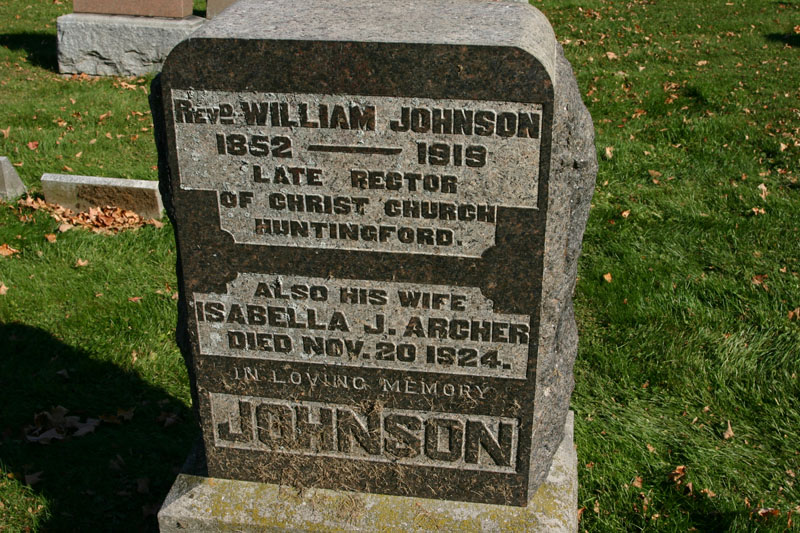 REVD. WILLIAM JOHNSON
1852 — 1919
LATE RECTOR
OF CHRIST CHURCH
HUNTINGFORD.
ALSO HIS WIFE
ISABELLA J. ARCHER
DIED NOV. 20 1924.
IN LOVING MEMORY
JOHNSON